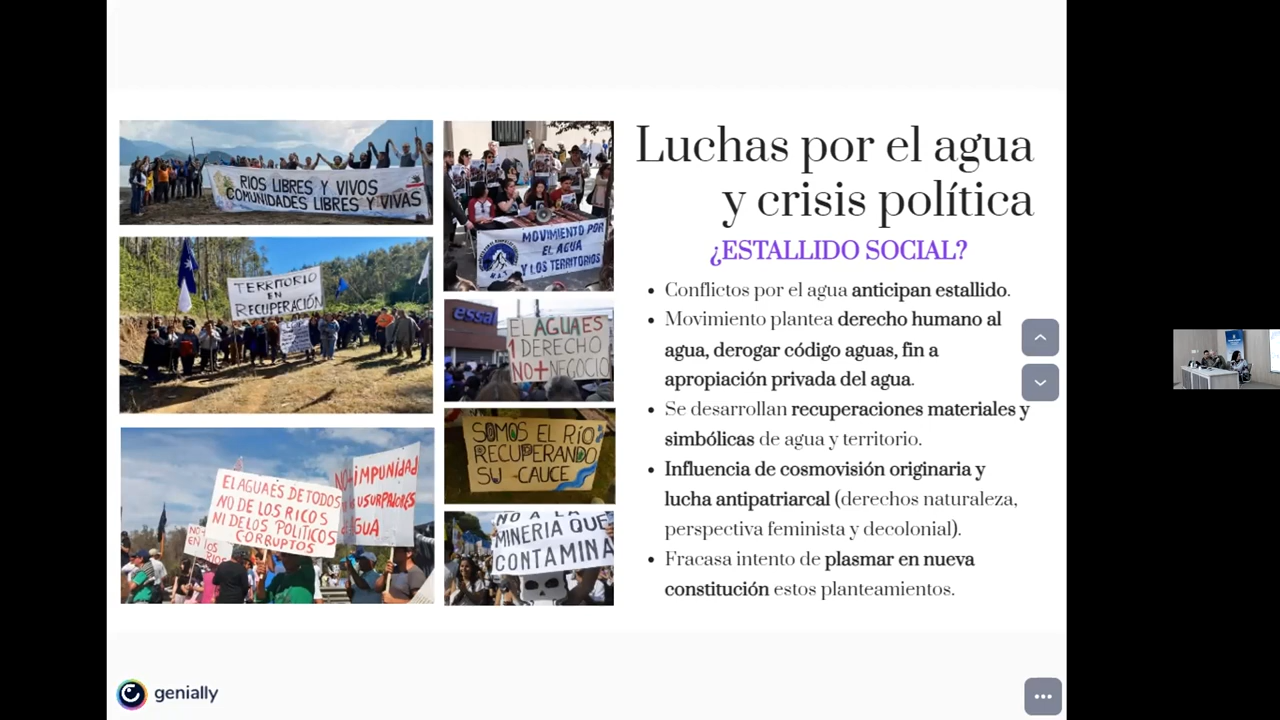 Luchas por el agua
y crisis política
¿ESTALLIDO SOCIAL?
• Conflictos por el agua anticipan estallido.
• Movimiento plantea derecho humano al
agua, derogar código aguas, fin a
apropiación privada del agua.
• Se desarrollan recuperaciones materiales y
simbólicas de agua y territorio.
• Influencia de cosmovisión originaria y
lucha antipatriarcal (derechos naturaleza,
perspectiva feminista y decolonial).
• Fracasa intento de plasmar en nueva
constitución estos planteamientos.
RIOS LIBRES Y VIVOS
COMUNIDADES LIBRES Y VIVAS
TERRITORIO
EN
RECUPERACIÓN
EL AGUA ES DE TODOS
NO DE LOS RICOS
NI DE LOS POLÍTICOS
CORRUPTOS
NO+IMPUNIDAD
USURPADORES
AGUA
MOVIMIENTO POR
EL AGUA
Y LOS TERRITORIOS
essal
EL AGUA ES
1 DERECHO
NO+NEGOCIO
SOMOS EL RIO
RECUPERANDO
SU CAUCE
NO A LA
MINERIA QUE
CONTAMINA
genially